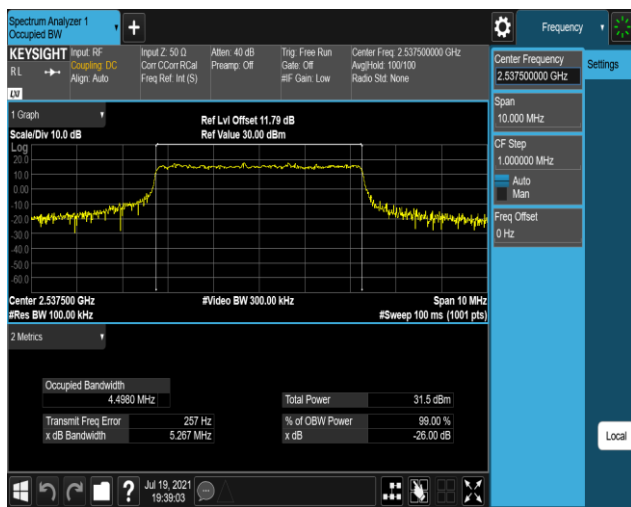 Spectrum Analyzer 1
Occupied BW
+
Frequency
KEYSIGHT
RL
LXI
Input: RF
Coupling: DC
Align: Auto
Input Z: 50 Ω
Corr CCorr RCal
Freq Ref: Int (S)
Atten: 40 dB
Preamp: Off
Trig: Free Run
Gate: Off
#IF Gain: Low
Center Freq: 2.537500000 GHz
Avg|Hold: 100/100
Radio Std: None
Center Frequency
2.537500000 GHz
Settings
Span
10.000 MHz
CF Step
1.000000 MHz
Auto
Man
Freq Offset
0 Hz
1 Graph
Ref Lvl Offset 11.79 dB
Scale/Div 10.0 dB
Ref Value 30.00 dBm
Log
20.0
10.0
0.00
-10.0
-20.0
-30.0
-40.0
-50.0
-60.0
Center 2.537500 GHz
#Video BW 300.00 kHz
Span 10 MHz
#Res BW 100.00 kHz
#Sweep 100 ms (1001 pts)
2 Metrics
Occupied Bandwidth
4.4980 MHz
Total Power 31.5 dBm
Transmit Freq Error 257 Hz
% of OBW Power 99.00 %
x dB Bandwidth 5.267 MHz
x dB -26.00 dB
Local
?
Jul 19, 2021
19:39:03